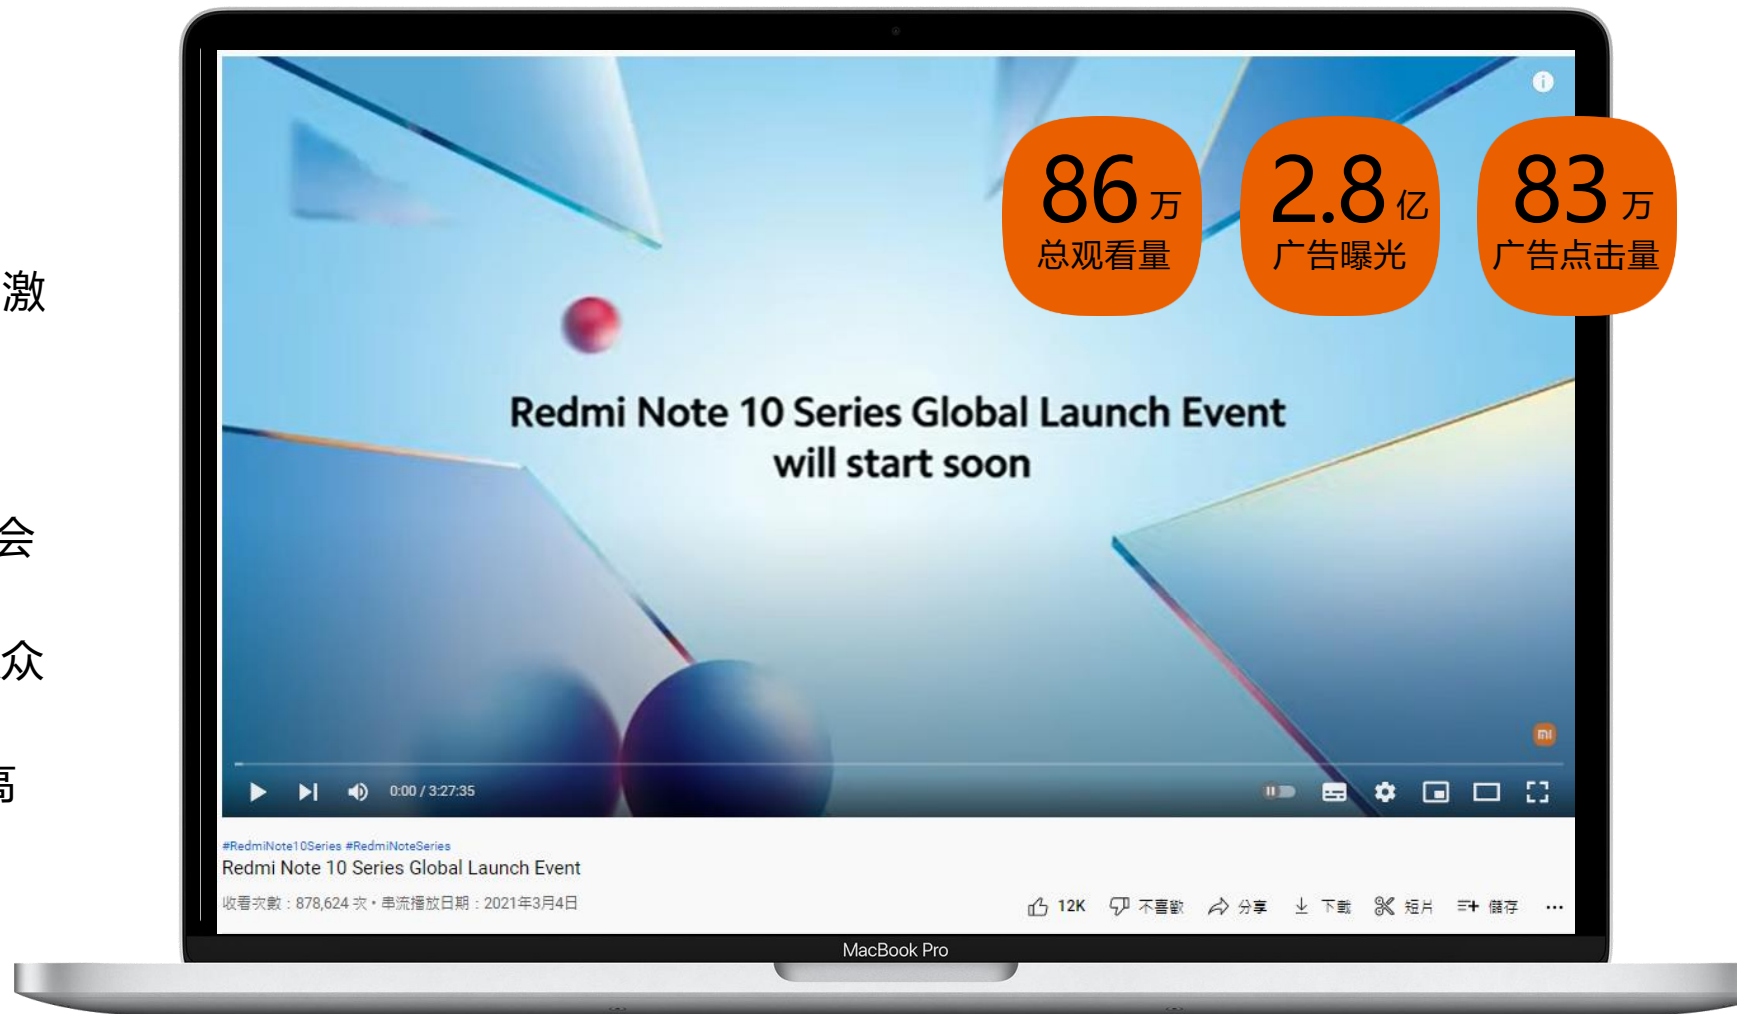 激
会
众
高
86 万
总观看量
2.8 亿
广告曝光
83 万
广告点击量
Redmi Note 10 Series Global Launch Event
will start soon
0:00 / 3:27:35
#RedmiNote10Series #RedmiNoteSeries
Redmi Note 10 Series Global Launch Event
收看次數：878,624 次 • 串流播放日期：2021年3月4日
12K 不喜歡 分享 下載 短片 儲存
MacBook Pro